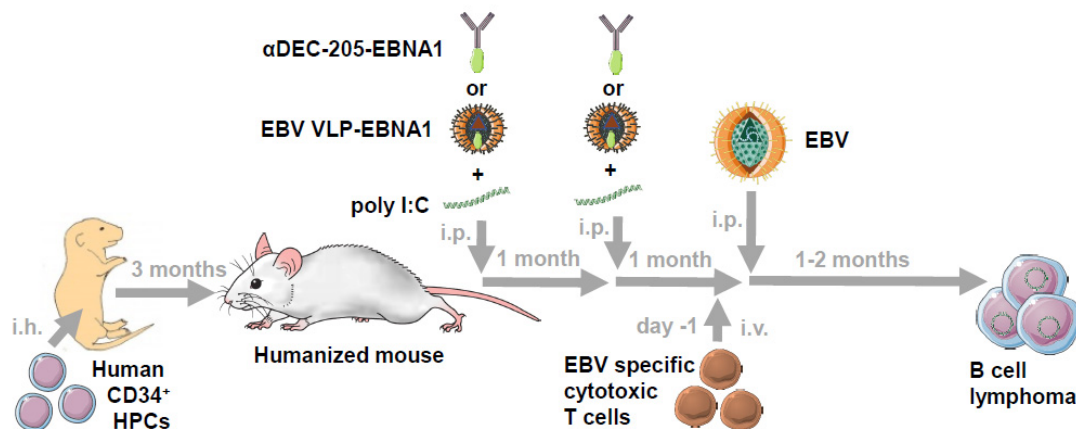 αDEC-205-EBNA1
or
or
EBV VLP-EBNA1
EBV
+
+
poly I:C
i.p.
i.p.
i.p.
3 months
1 month
1 month
1-2 months
i.h.
day -1
i.v.
Humanized mouse
Human
CD34⁺
HPCs
EBV specific
cytotoxic
T cells
B cell
lymphoma